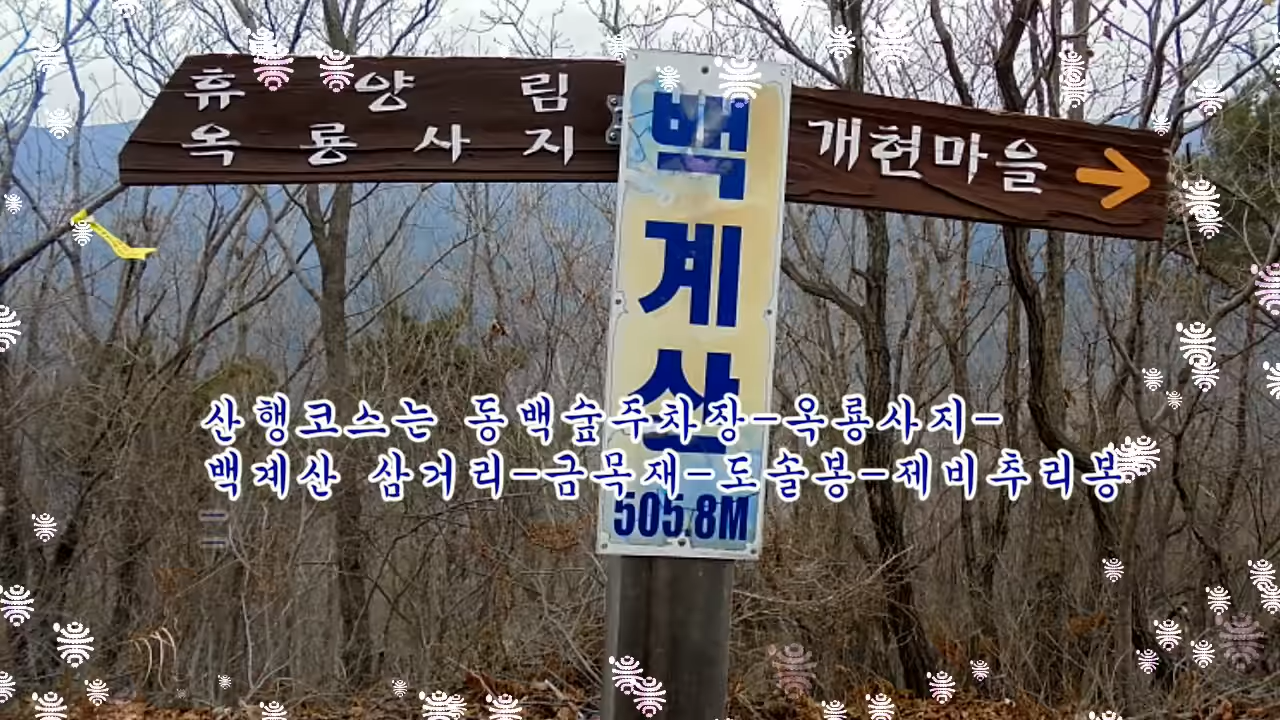 휴 양 림
옥 룡 사 지
백계산
505.8M
개현마을
산행코스는 동백숲주차장-옥룡사지-
백계산 삼거리-금목재-도솔봉-제비추리봉